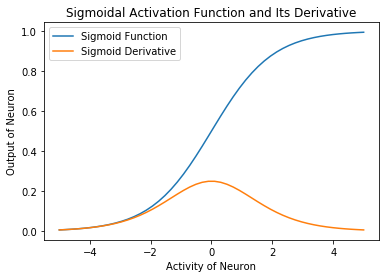 Sigmoidal Activation Function and Its Derivative
Sigmoid Function
Sigmoid Derivative
1.0
0.8
0.6
0.4
0.2
0.0
Output of Neuron
−4
−2
0
2
4
Activity of Neuron